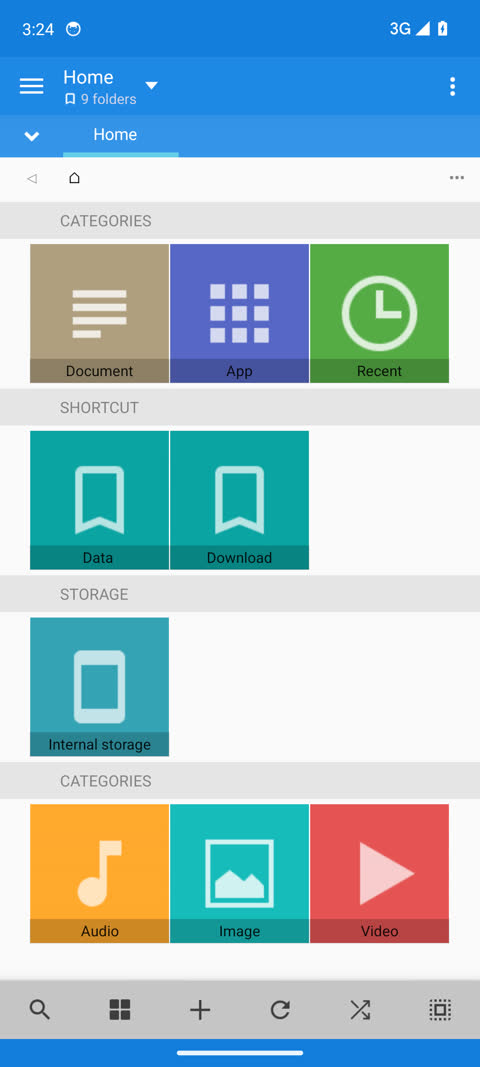 3:24
3G
Home
9 folders
Home
CATEGORIES
Document
App
Recent
SHORTCUT
Data
Download
STORAGE
Internal storage
CATEGORIES
Audio
Image
Video